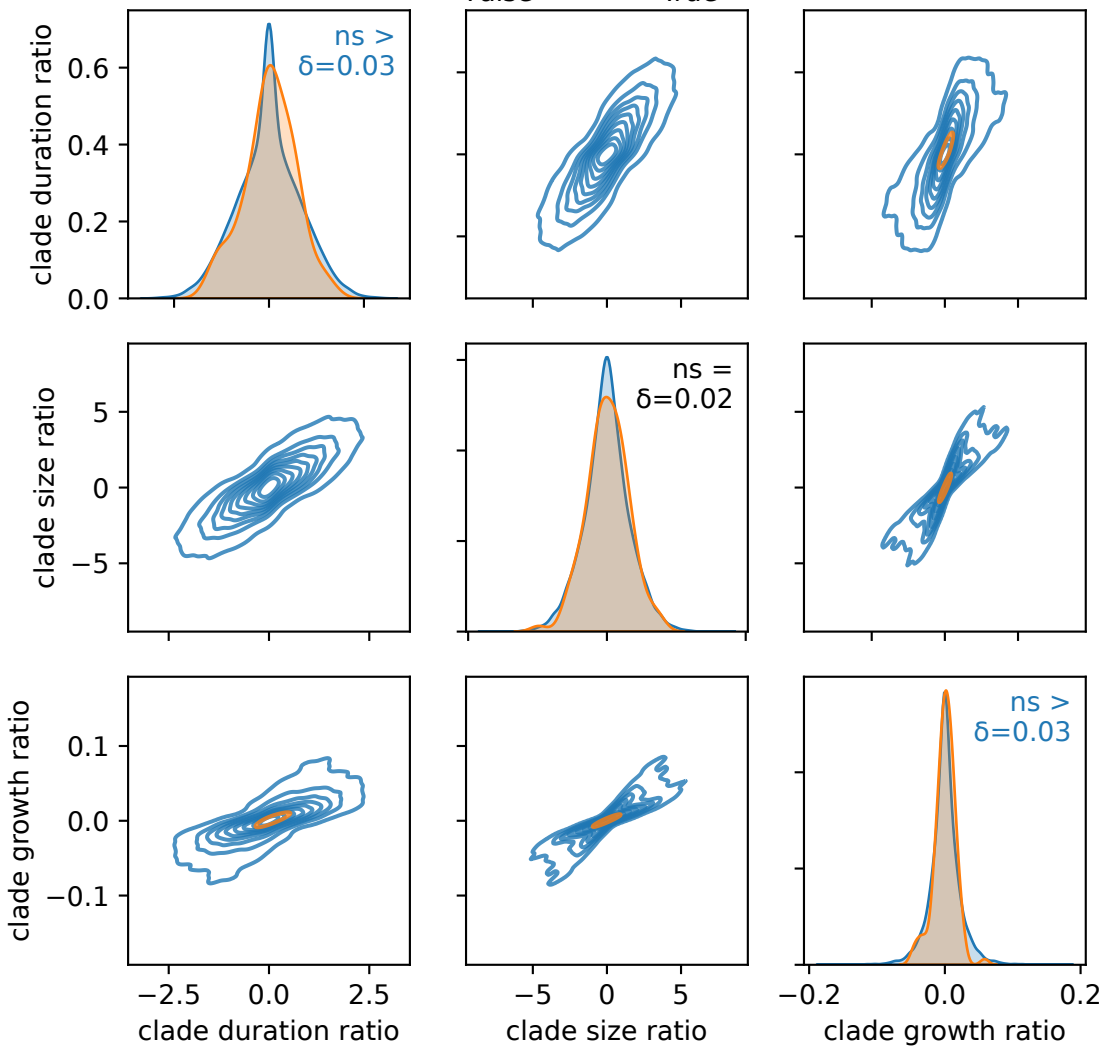 ns >
δ=0.03
clade duration ratio
0.6
0.4
0.2
0.0
ns =
δ=0.02
clade size ratio
5
0
−5
ns >
δ=0.03
clade growth ratio
0.1
0.0
−0.1
−2.5 0.0 2.5
−5 0 5
−0.2 0.0 0.2
clade duration ratio
clade size ratio
clade growth ratio